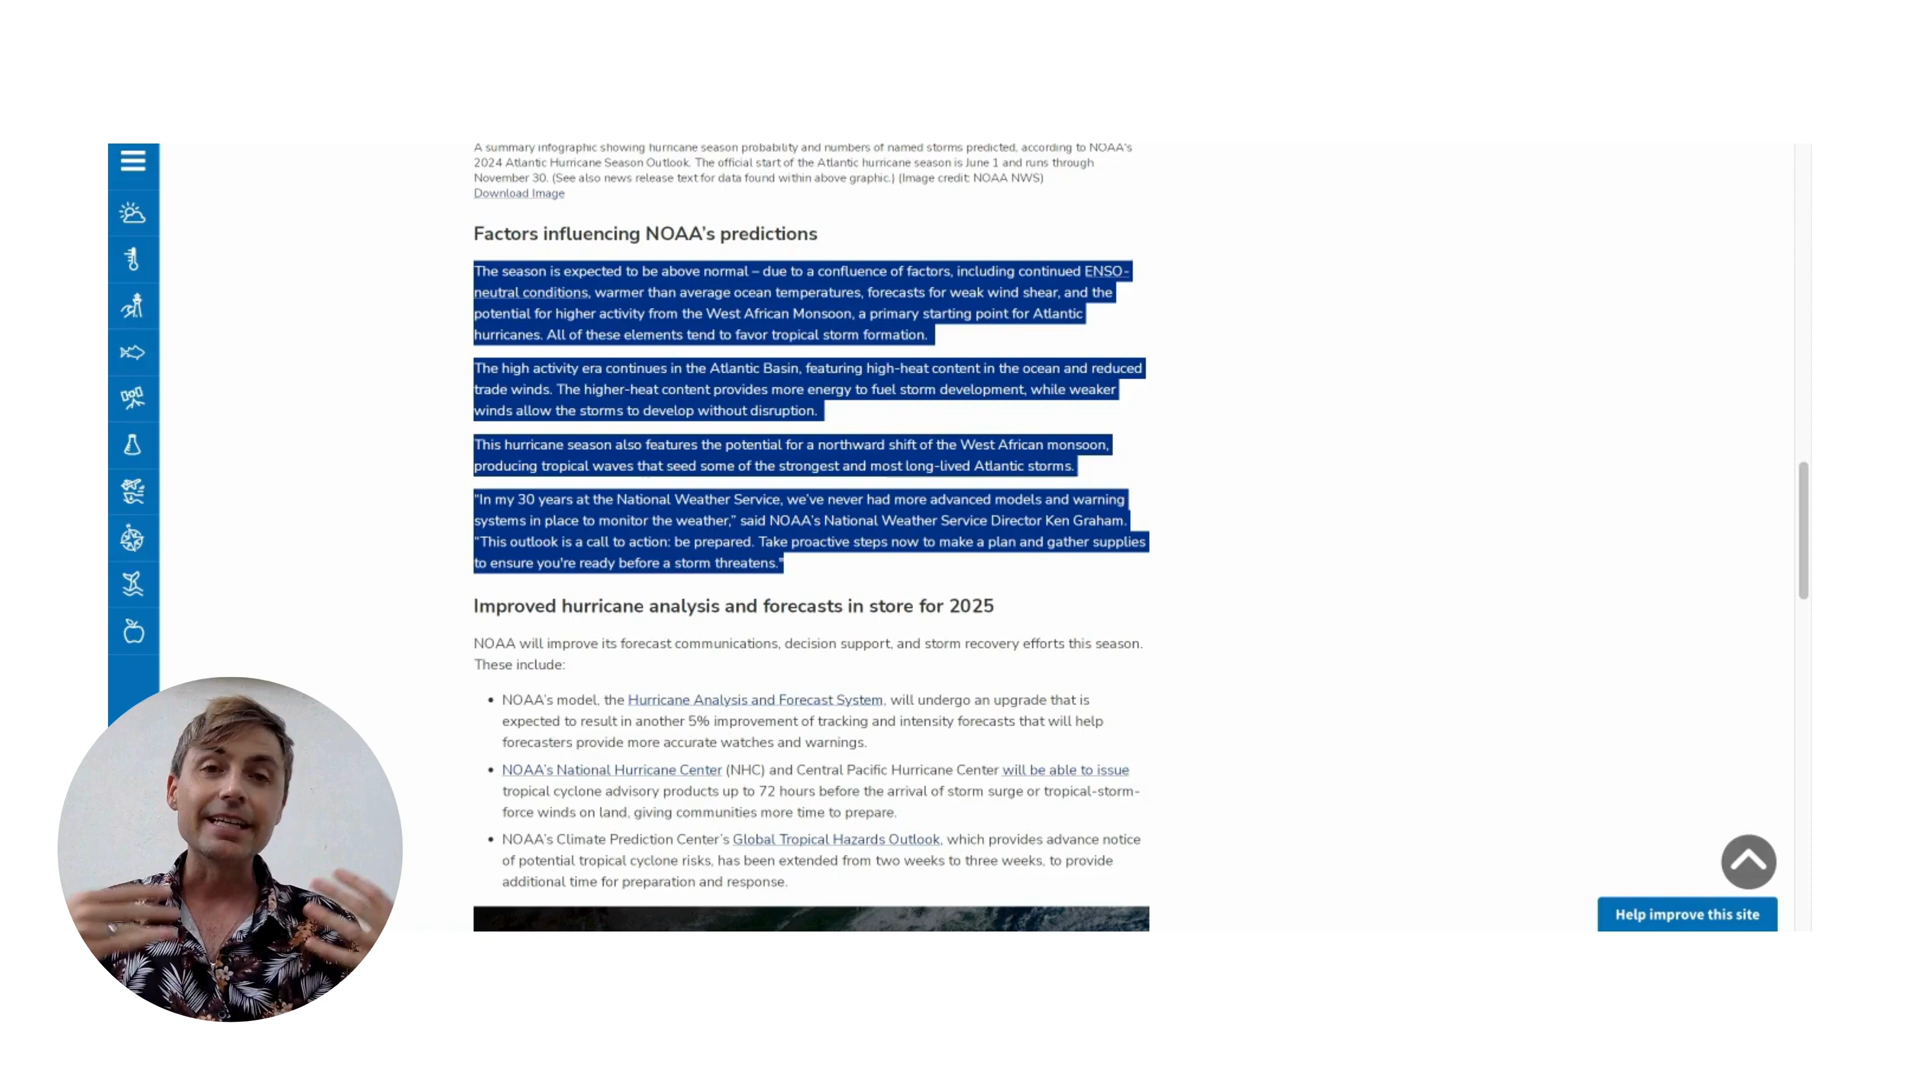 A summary infographic showing hurricane season probability and numbers of named storms predicted, according to NOAA's
2024 Atlantic Hurricane Season Outlook. The official start of the Atlantic hurricane season is June 1 and runs through
November 30. (See also news release text for data found within above graphic.) (Image credit: NOAA NWS)
Download Image
Factors influencing NOAA’s predictions
The season is expected to be above normal – due to a confluence of factors, including continued ENSO-
neutral conditions, warmer than average ocean temperatures, forecasts for weak wind shear, and the
potential for higher activity from the West African Monsoon, a primary starting point for Atlantic
hurricanes. All of these elements tend to favor tropical storm formation.
The high activity era continues in the Atlantic Basin, featuring high-heat content in the ocean and reduced
trade winds. The higher-heat content provides more energy to fuel storm development, while weaker
winds allow the storms to develop without disruption.
This hurricane season also features the potential for a northward shift of the West African monsoon,
producing tropical waves that seed some of the strongest and most long-lived Atlantic storms.
“In my 30 years at the National Weather Service, we’ve never had more advanced models and warning
systems in place to monitor the weather,” said NOAA’s National Weather Service Director Ken Graham.
“This outlook is a call to action: be prepared. Take proactive steps now to make a plan and gather supplies
to ensure you're ready before a storm threatens."
Improved hurricane analysis and forecasts in store for 2025
NOAA will improve its forecast communications, decision support, and storm recovery efforts this season.
These include:
• NOAA’s model, the Hurricane Analysis and Forecast System, will undergo an upgrade that is
expected to result in another 5% improvement of tracking and intensity forecasts that will help
forecasters provide more accurate watches and warnings.
• NOAA’s National Hurricane Center (NHC) and Central Pacific Hurricane Center will be able to issue
tropical cyclone advisory products up to 72 hours before the arrival of storm surge or tropical-storm-
force winds on land, giving communities more time to prepare.
• NOAA’s Climate Prediction Center’s Global Tropical Hazards Outlook, which provides advance notice
of potential tropical cyclone risks, has been extended from two weeks to three weeks, to provide
additional time for preparation and response.
Help improve this site